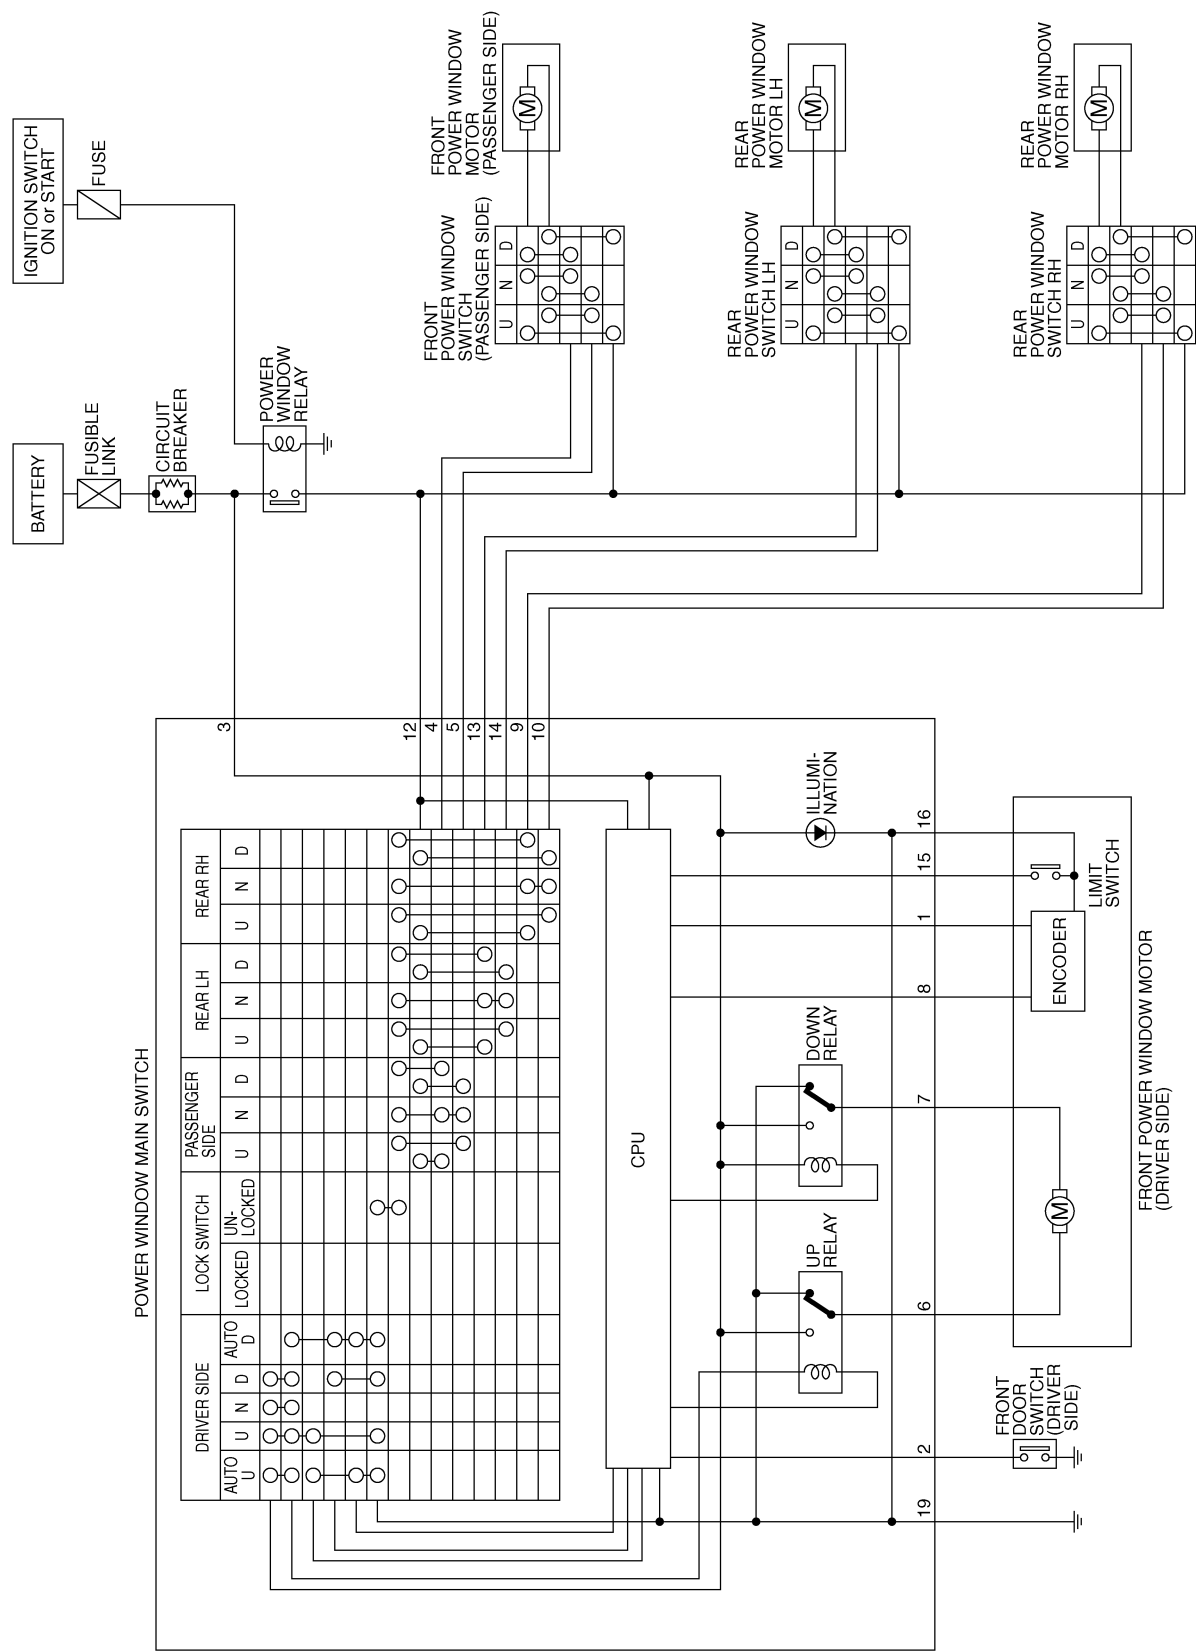 BATTERY
FUSIBLE
LINK
CIRCUIT
BREAKER
POWER
WINDOW
RELAY
IGNITION SWITCH
ON or START
FUSE
FRONT
POWER WINDOW
SWITCH
(PASSENGER SIDE)
U
N
D
FRONT
POWER WINDOW
MOTOR
(PASSENGER SIDE)
M
REAR
POWER WINDOW
SWITCH LH
U
N
D
REAR
POWER WINDOW
MOTOR LH
M
REAR
POWER WINDOW
SWITCH RH
U
N
D
REAR
POWER WINDOW
MOTOR RH
M
POWER WINDOW MAIN SWITCH
3
12
4
5
13
14
9
10
DRIVER SIDE
AUTO
U
U
N
D
AUTO
D
LOCK SWITCH
LOCKED
UN-
LOCKED
PASSENGER
SIDE
U
N
D
REAR LH
U
N
D
REAR RH
U
N
D
CPU
UP
RELAY
DOWN
RELAY
ILLUMI-
NATION
19
2
6
7
8
1
15
16
FRONT
DOOR
SWITCH
(DRIVER
SIDE)
M
ENCODER
LIMIT
SWITCH
FRONT POWER WINDOW MOTOR
(DRIVER SIDE)